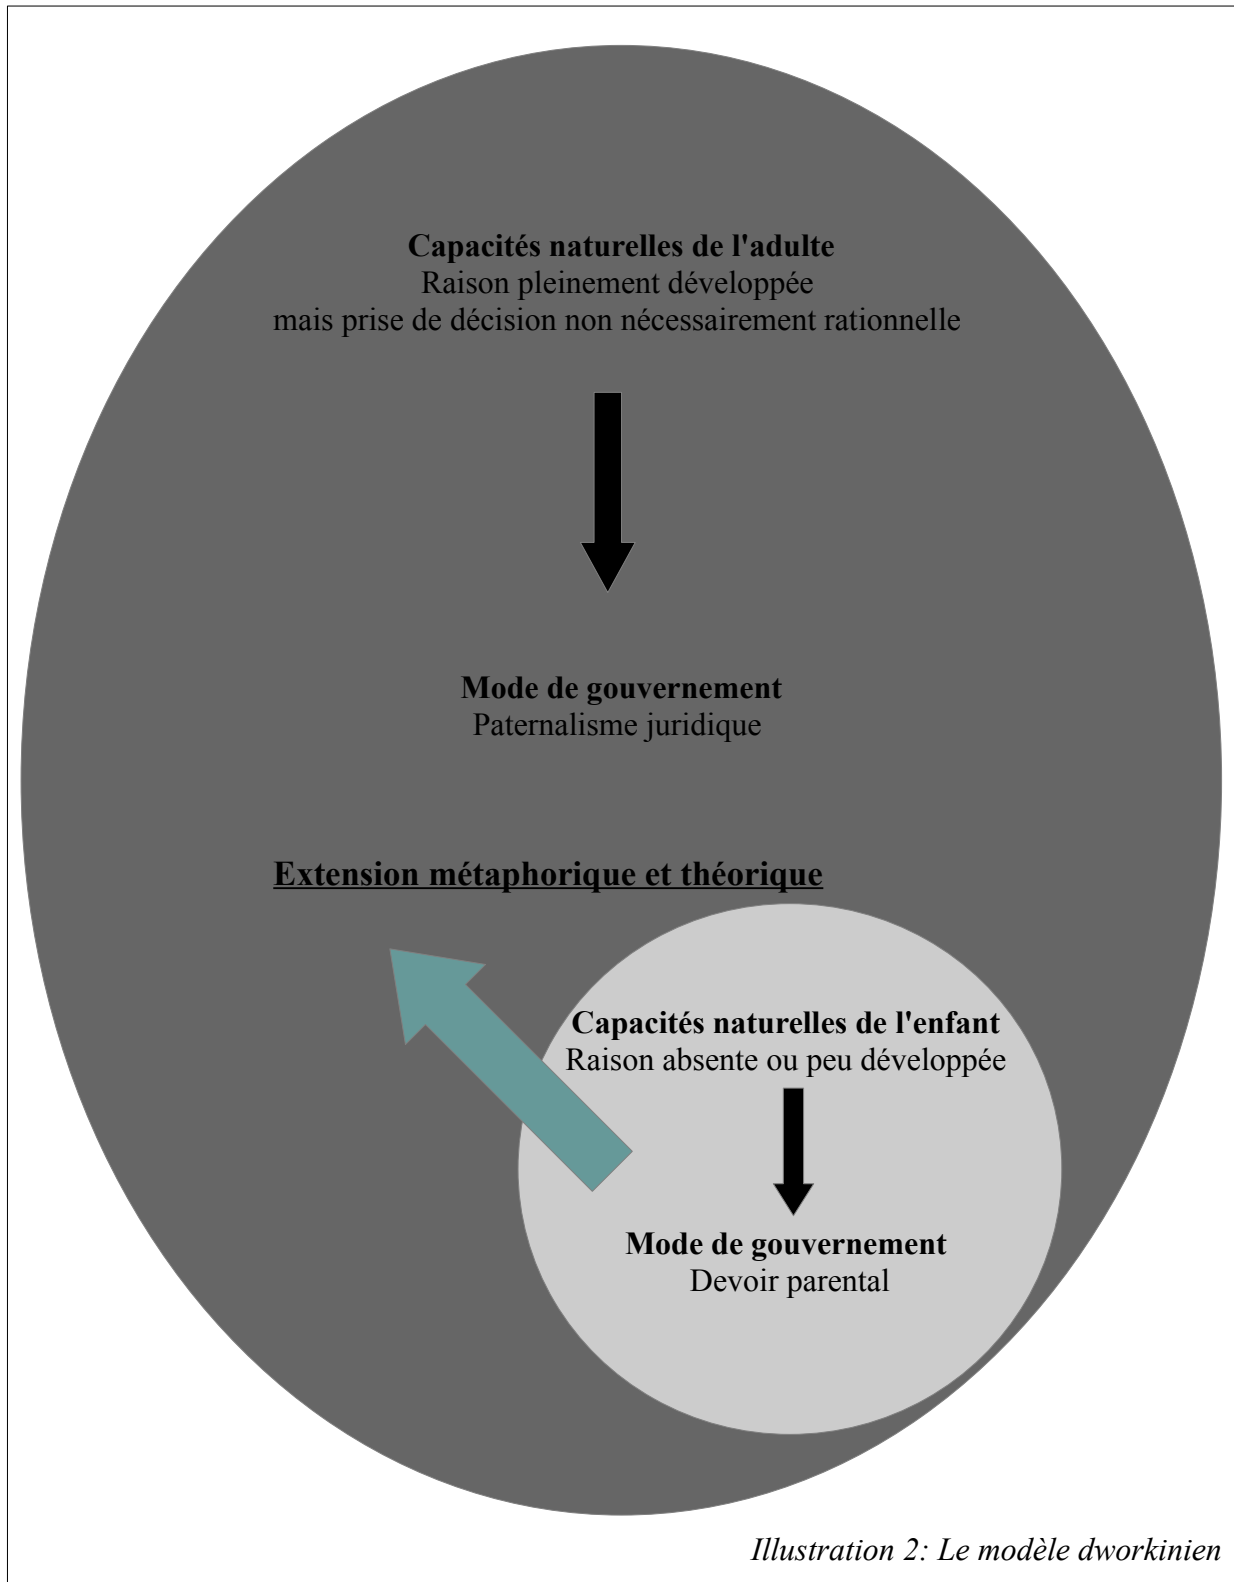 Capacités naturelles de l'adulte
Raison pleinement développée
mais prise de décision non nécessairement rationnelle
Mode de gouvernement
Paternalisme juridique
Extension métaphorique et théorique
Capacités naturelles de l'enfant
Raison absente ou peu développée
Mode de gouvernement
Devoir parental
Illustration 2: Le modèle dworkinien